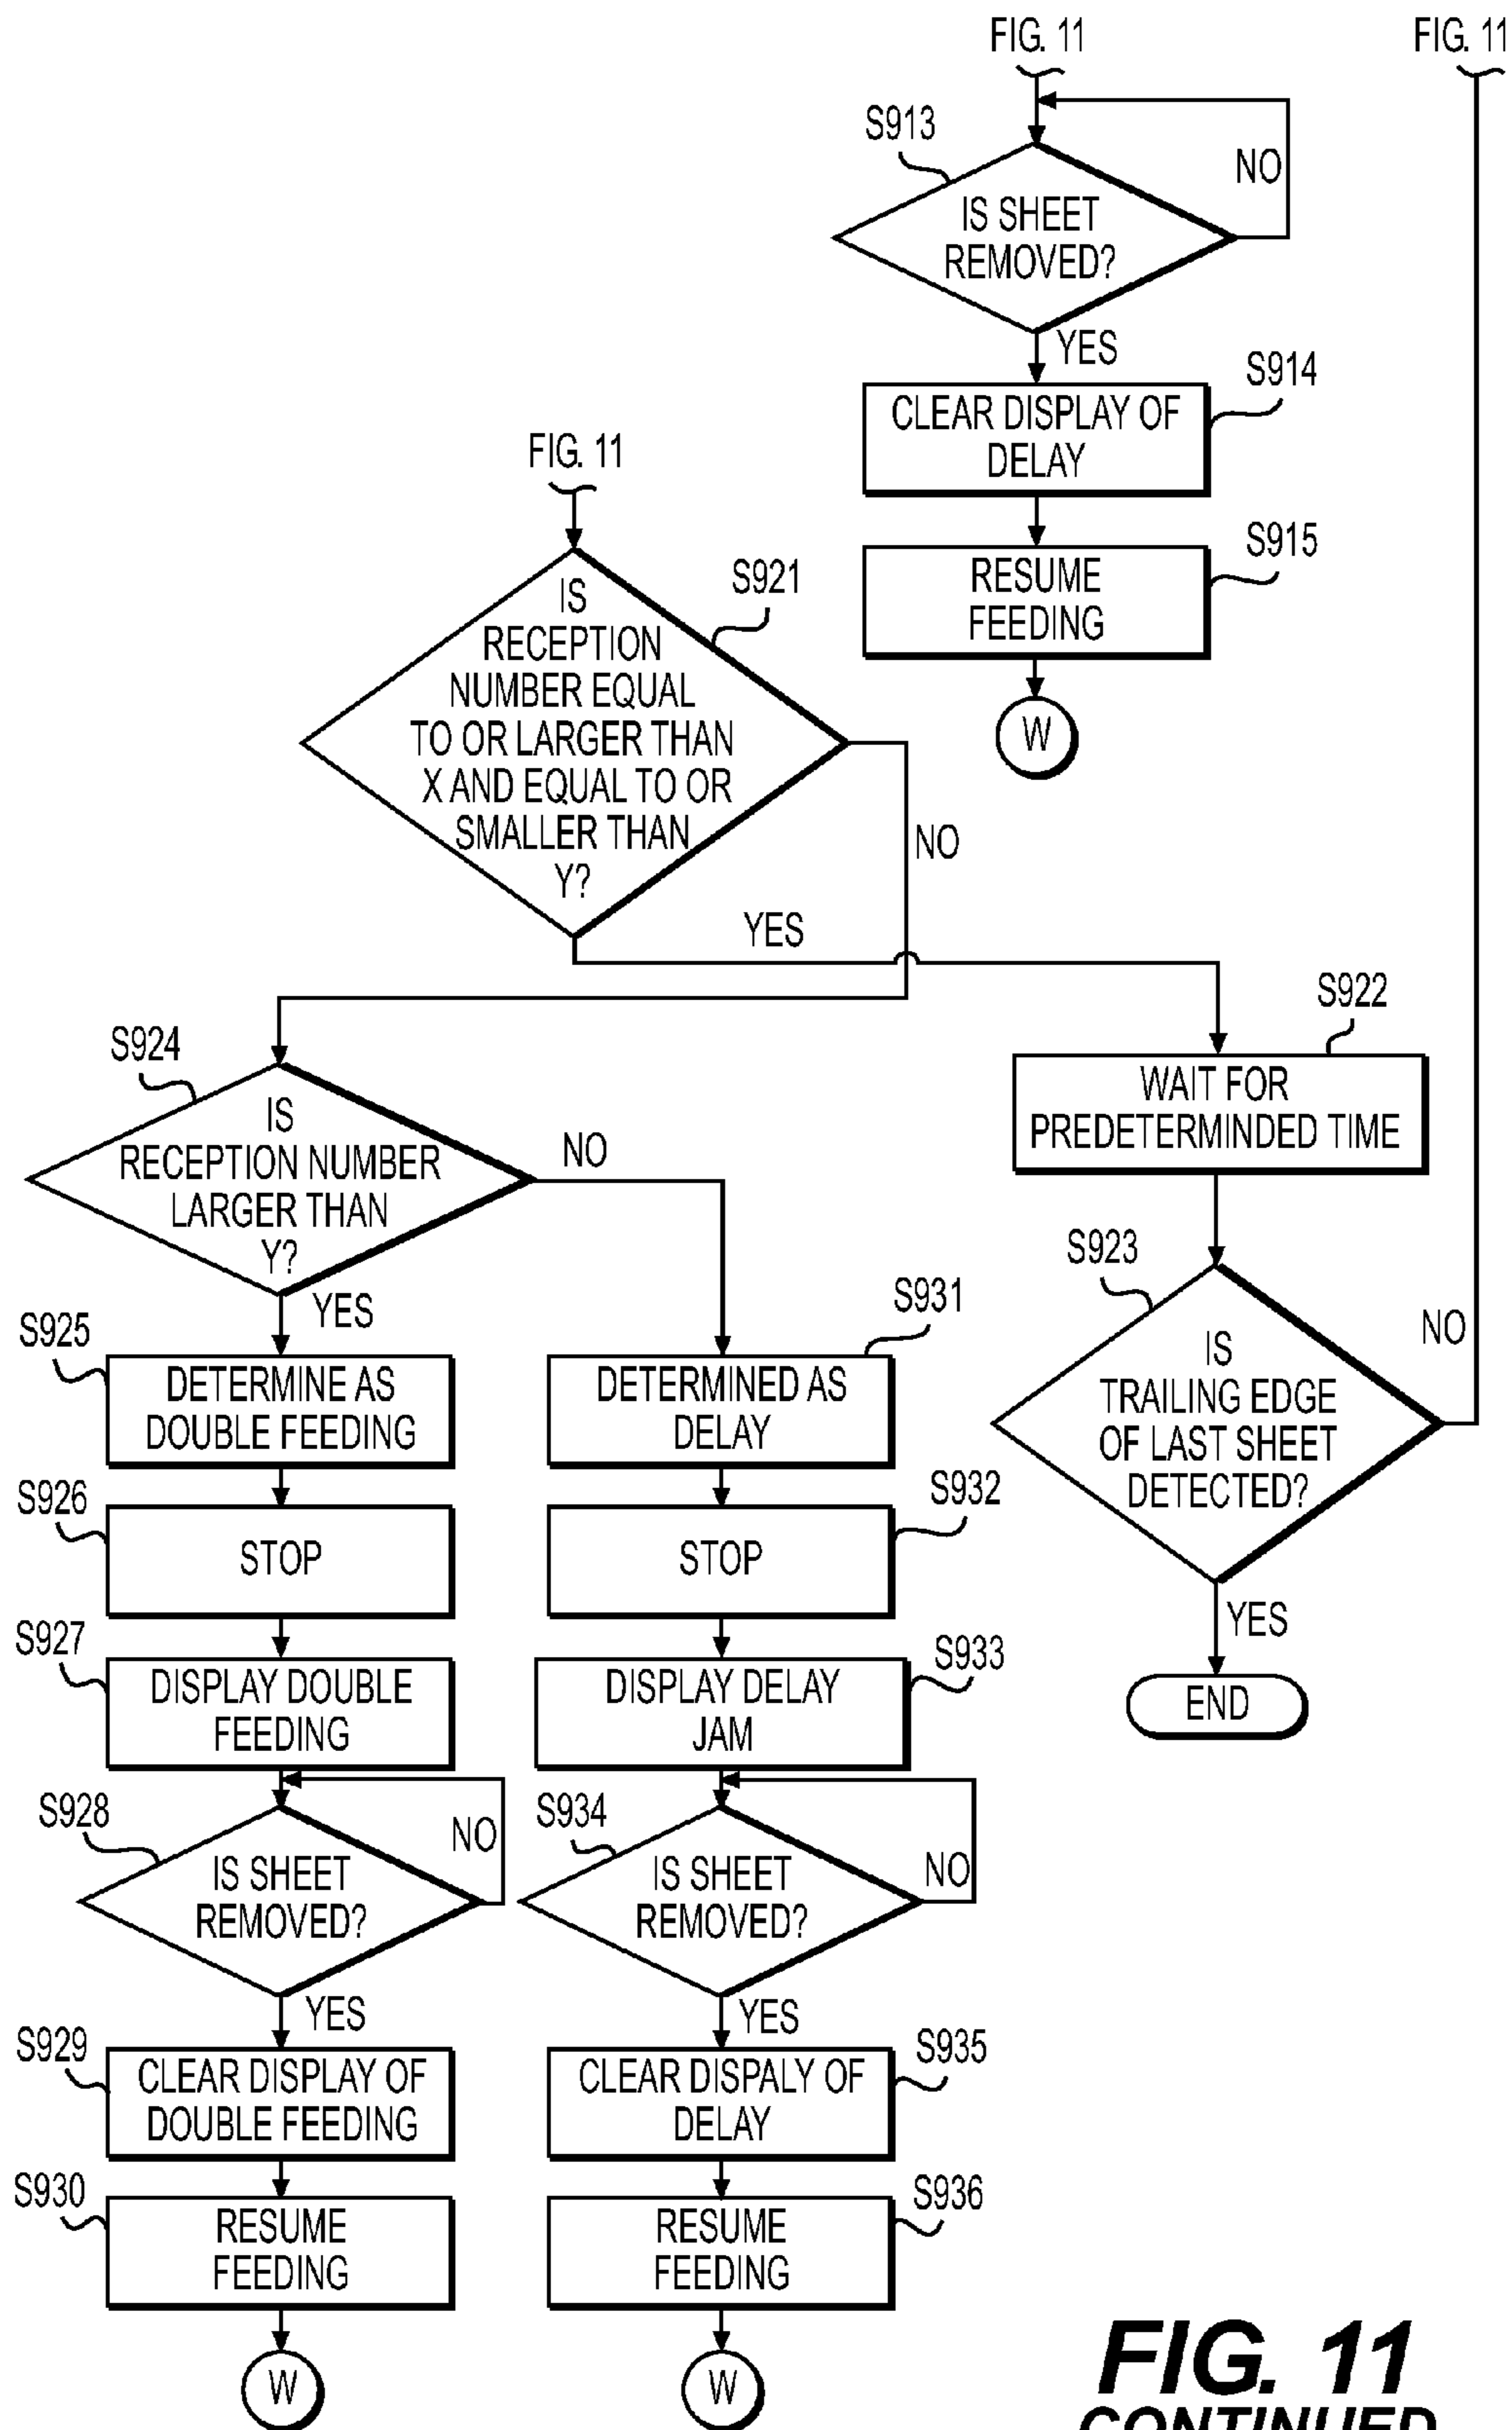 FIG. 11
FIG. 11
S913
NO
IS SHEET
REMOVED?
YES
S914
CLEAR DISPLAY OF
DELAY
S915
RESUME
FEEDING
W
FIG. 11
S921
IS
RECEPTION
NUMBER EQUAL
TO OR LARGER THAN
X AND EQUAL TO OR
SMALLER THAN
Y?
NO
YES
S922
WAIT FOR
PREDETERMINDED TIME
S923
IS
TRAILING EDGE
OF LAST SHEET
DETECTED?
NO
YES
END
S924
IS
RECEPTION NUMBER
LARGER THAN
Y?
NO
YES
S925
DETERMINE AS
DOUBLE FEEDING
S926
STOP
S927
DISPLAY DOUBLE
FEEDING
S928
NO
IS SHEET
REMOVED?
YES
S929
CLEAR DISPLAY OF
DOUBLE FEEDING
S930
RESUME
FEEDING
W
S931
DETERMINED AS
DELAY
S932
STOP
S933
DISPLAY DELAY
JAM
S934
NO
IS SHEET
REMOVED?
YES
S935
CLEAR DISPALY OF
DELAY
S936
RESUME
FEEDING
W
FIG. 11
CONTINUED